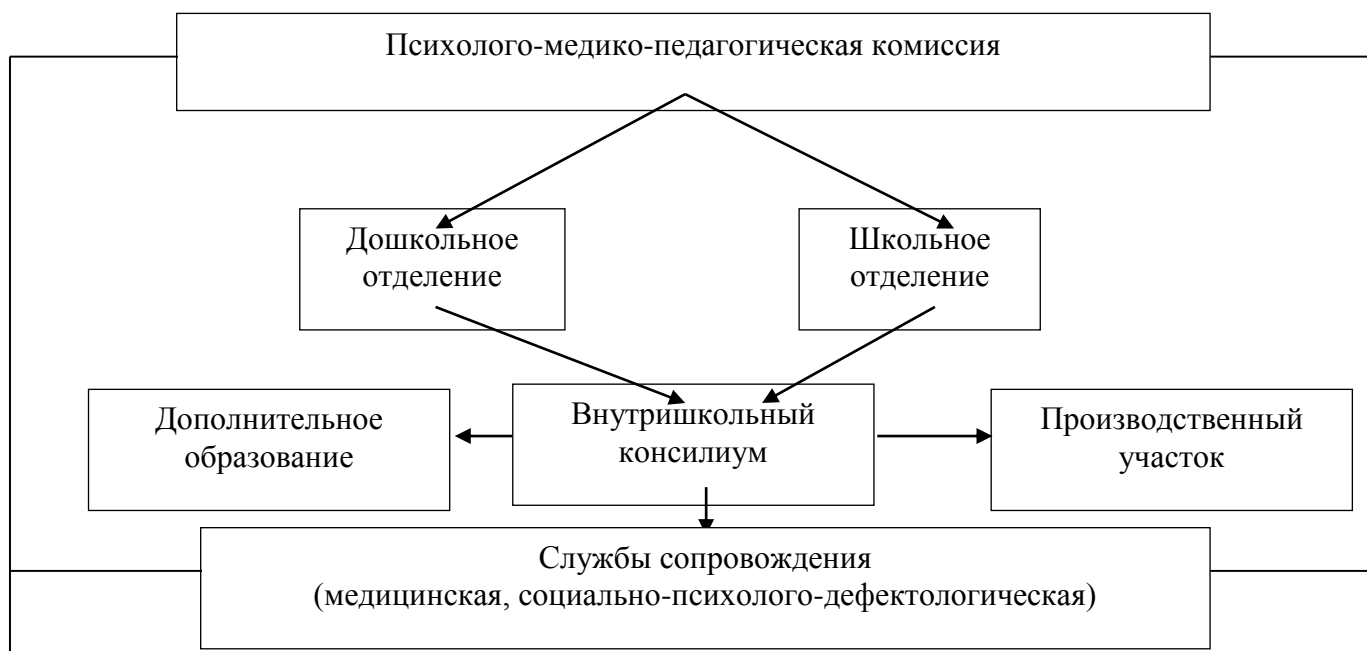 Психолого-медико-педагогическая комиссия
Дошкольное
отделение
Школьное
отделение
Дополнительное
образование
Внутришкольный
консилиум
Производственный
участок
Службы сопровождения
(медицинская, социально-психолого-дефектологическая)